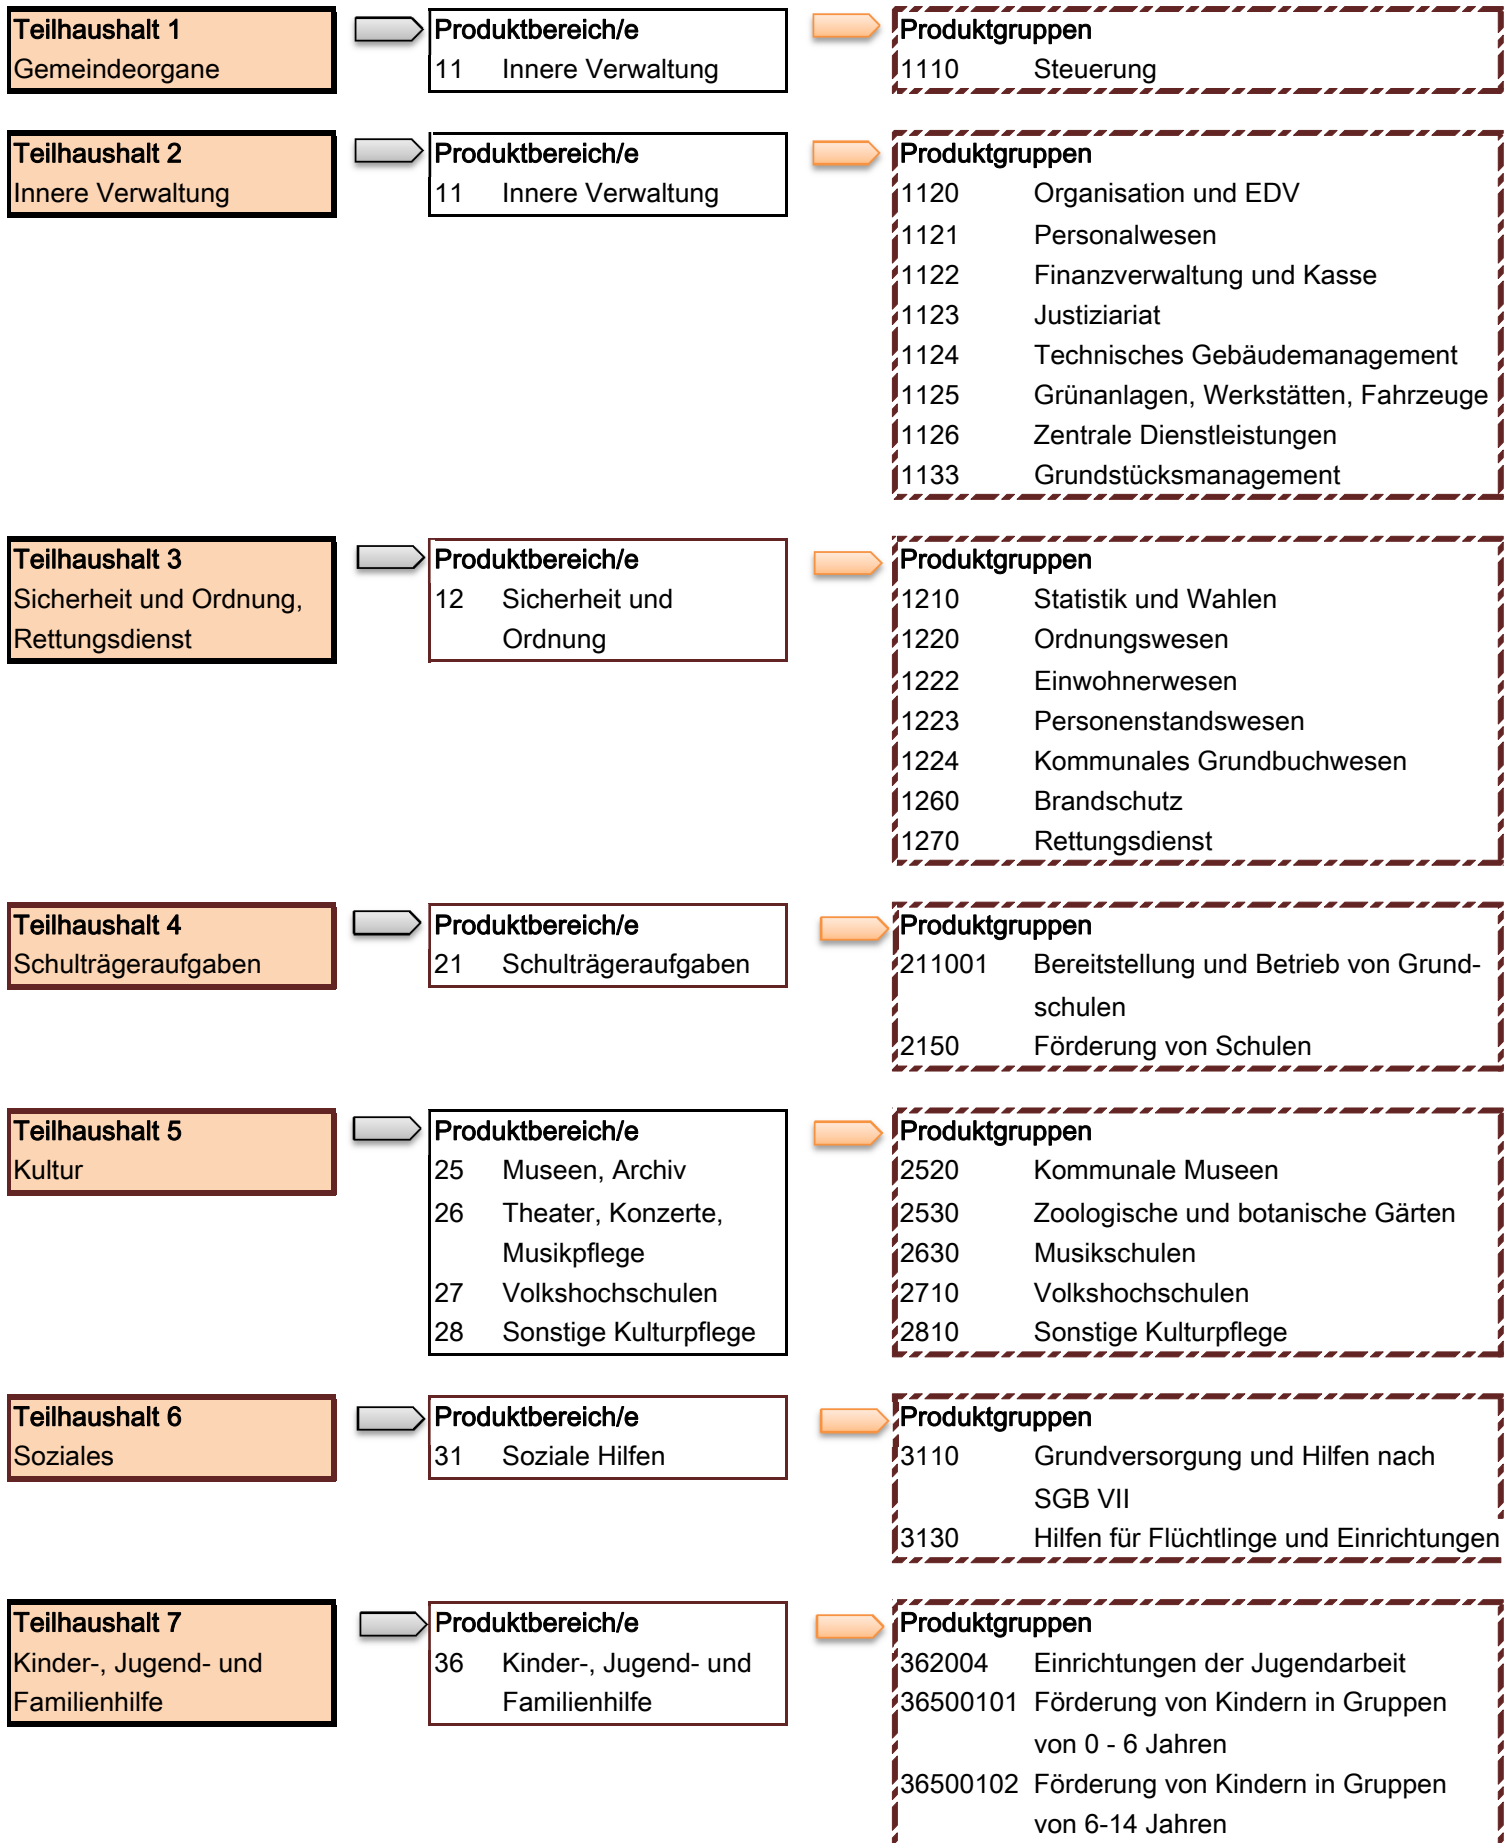 Teilhaushalt 1
Gemeindeorgane
Produktbereich/e
11 Innere Verwaltung
Produktgruppen
1110 Steuerung
Teilhaushalt 2
Innere Verwaltung
Produktbereich/e
11 Innere Verwaltung
Produktgruppen
1120 Organisation und EDV
1121 Personalwesen
1122 Finanzverwaltung und Kasse
1123 Justiziariat
1124 Technisches Gebäudemanagement
1125 Grünanlagen, Werkstätten, Fahrzeuge
1126 Zentrale Dienstleistungen
1133 Grundstücksmanagement
Teilhaushalt 3
Sicherheit und Ordnung,
Rettungsdienst
Produktbereich/e
12 Sicherheit und
Ordnung
Produktgruppen
1210 Statistik und Wahlen
1220 Ordnungswesen
1222 Einwohnerwesen
1223 Personenstandswesen
1224 Kommunales Grundbuchwesen
1260 Brandschutz
1270 Rettungsdienst
Teilhaushalt 4
Schulträgeraufgaben
Produktbereich/e
21 Schulträgeraufgaben
Produktgruppen
211001 Bereitstellung und Betrieb von Grund-
schulen
2150 Förderung von Schulen
Teilhaushalt 5
Kultur
Produktbereich/e
25 Museen, Archiv
26 Theater, Konzerte,
Musikpflege
27 Volkshochschulen
28 Sonstige Kulturpflege
Produktgruppen
2520 Kommunale Museen
2530 Zoologische und botanische Gärten
2630 Musikschulen
2710 Volkshochschulen
2810 Sonstige Kulturpflege
Teilhaushalt 6
Soziales
Produktbereich/e
31 Soziale Hilfen
Produktgruppen
3110 Grundversorgung und Hilfen nach
SGB VII
3130 Hilfen für Flüchtlinge und Einrichtungen
Teilhaushalt 7
Kinder-, Jugend- und
Familienhilfe
Produktbereich/e
36 Kinder-, Jugend- und
Familienhilfe
Produktgruppen
362004 Einrichtungen der Jugendarbeit
36500101 Förderung von Kindern in Gruppen
von 0 - 6 Jahren
36500102 Förderung von Kindern in Gruppen
von 6-14 Jahren